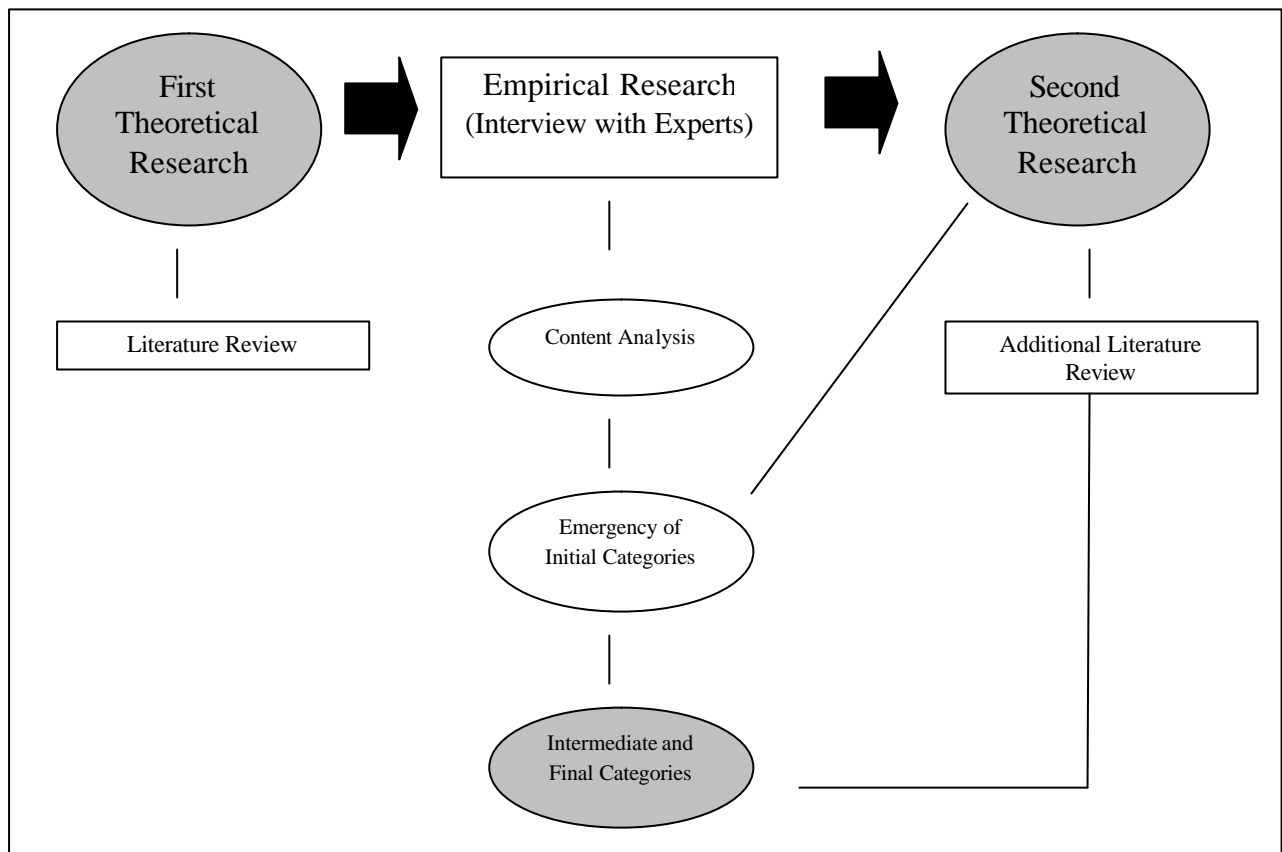 First
Theoretical
Research
Empirical Research
(Interview with Experts)
Second
Theoretical
Research
Literature Review
Content Analysis
Additional Literature
Review
Emergency of
Initial Categories
Intermediate and
Final Categories